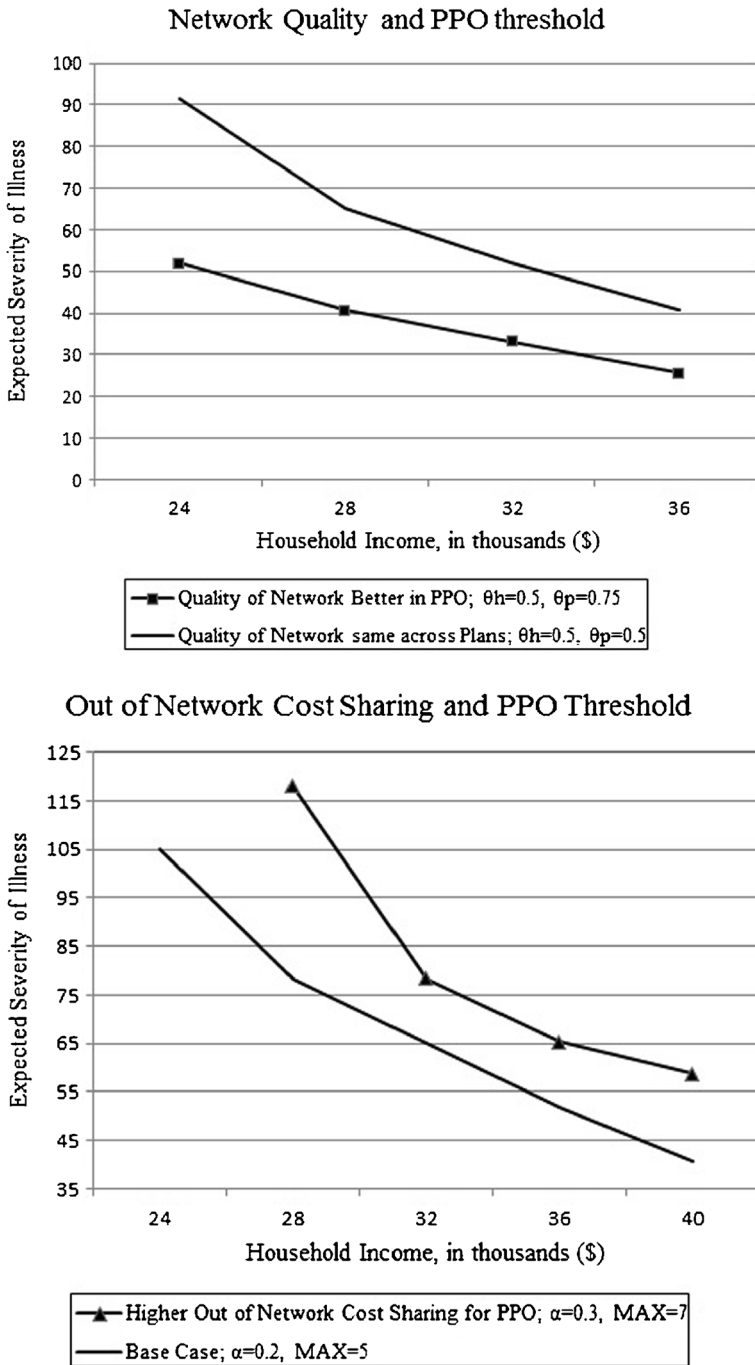 Network Quality and PPO threshold
100
90
80
70
60
50
40
30
20
10
0
Expected Severity of Illness
24 28 32 36
Household Income, in thousands ($)
Quality of Network Better in PPO; θh=0.5, θp=0.75
Quality of Network same across Plans; θh=0.5, θp=0.5
Out of Network Cost Sharing and PPO Threshold
125
115
105
95
85
75
65
55
45
35
Expected Severity of Illness
24 28 32 36 40
Household Income, in thousands ($)
Higher Out of Network Cost Sharing for PPO; α=0.3, MAX=7
Base Case; α=0.2, MAX=5